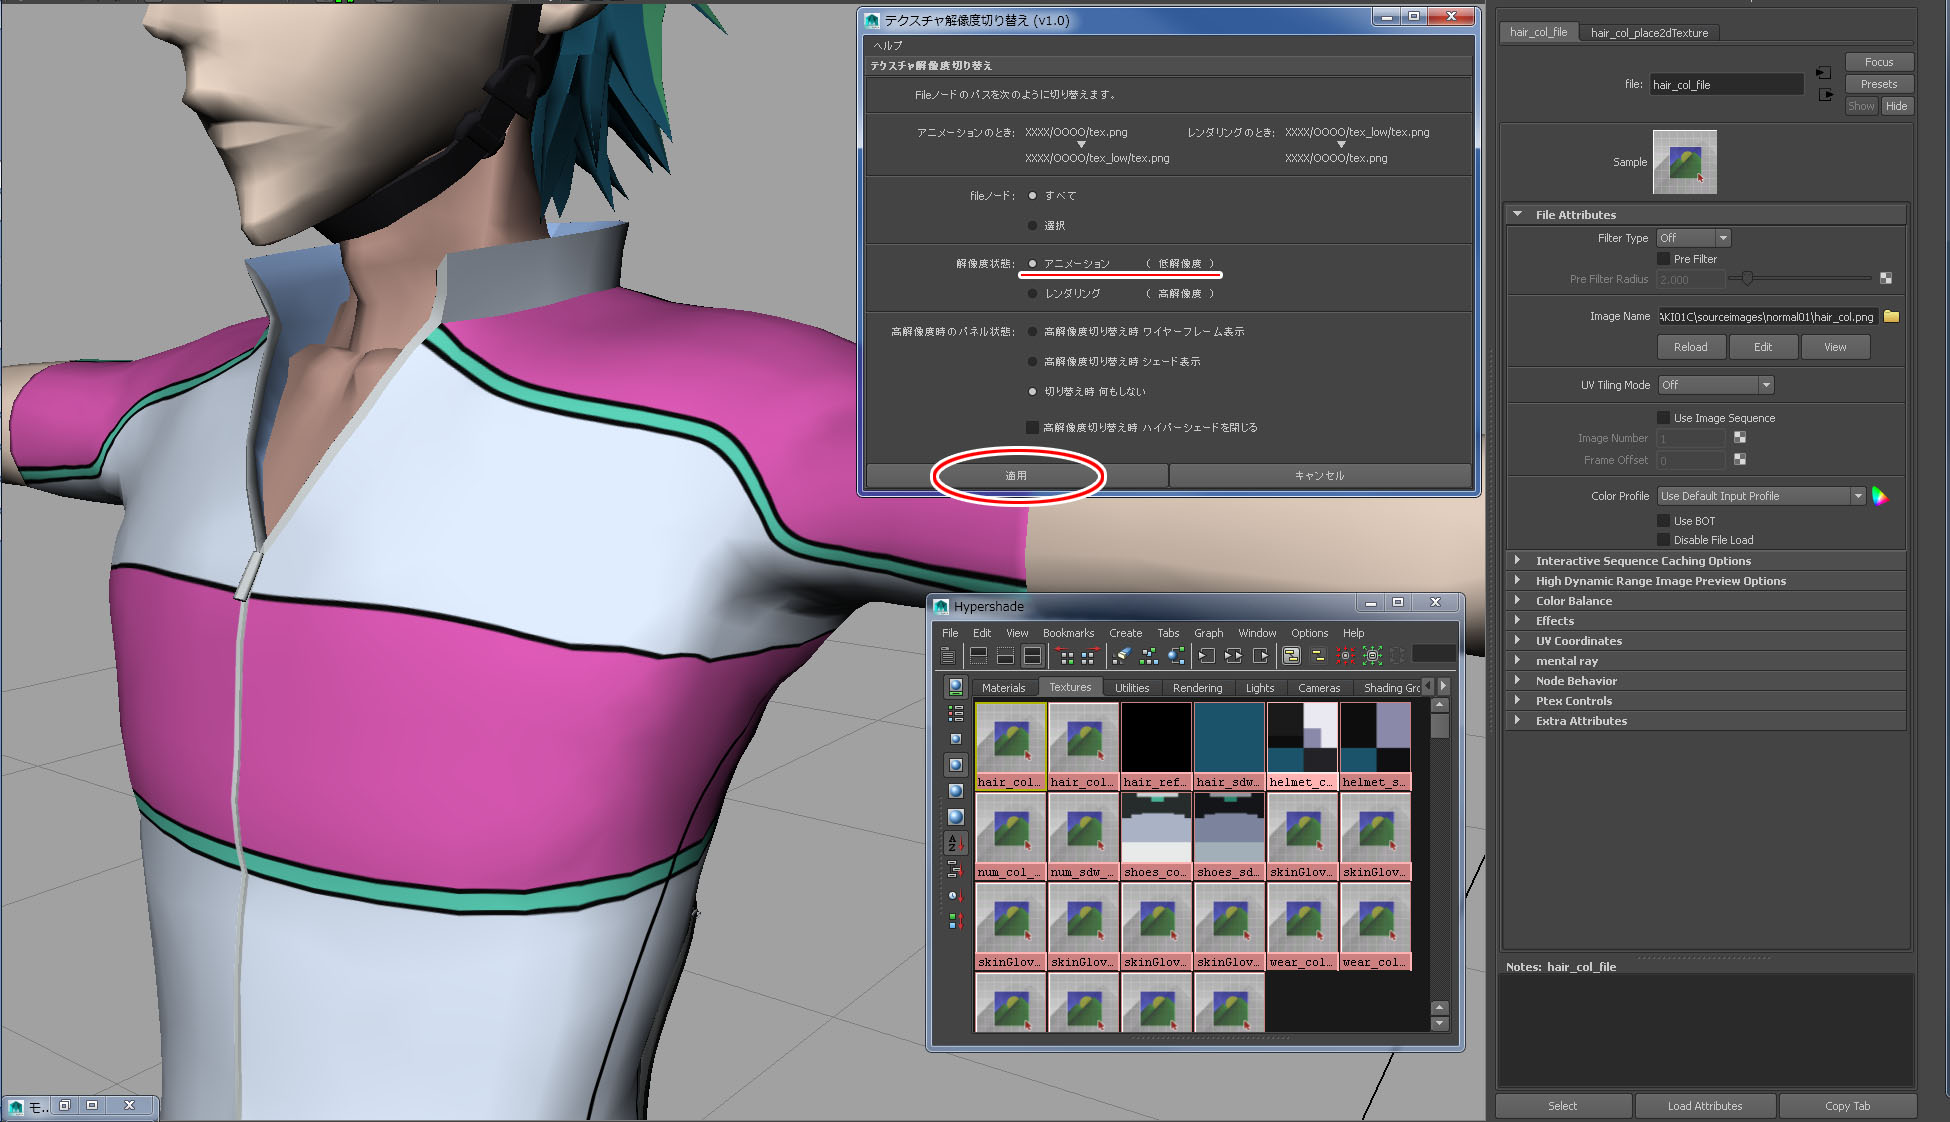 テクスチャ解像度切り替え (v1.0)
ヘルプ
テクスチャ解像度切り替え
Fileノードのパスを次のように切り替えます。
アニメーションのとき: XXXX/OOOO/tex.png レンダリングのとき: XXXX/OOOO/tex_low/tex.png
XXXX/OOOO/tex_low/tex.png XXXX/OOOO/tex.png
fileノード: すべて
選択
解像度状態: アニメーション ( 低解像度 )
レンダリング ( 高解像度 )
高解像度時のパネル状態: 高解像度切り替え時 ワイヤーフレーム表示
高解像度切り替え時 シェード表示
切り替え時 何もしない
高解像度切り替え時 ハイパーシェードを閉じる
適用 キャンセル
Hypershade
File Edit View Bookmarks Create Tabs Graph Window Options Help
Materials Textures Utilities Rendering Lights Cameras Shading Gro
hair_col... hair_col... hair_ref... hair_sdw... helmet_c... helmet_s...
num_col_... num_sdw_... shoes_co... shoes_sd... skinGlov... skinGlov...
skinGlov... skinGlov... skinGlov... skinGlov... wear_col... wear_col...
モ...
hair_col_file hair_col_place2dTexture
Focus
file: hair_col_file
Presets
Show Hide
Sample
File Attributes
Filter Type Off
Pre Filter
Pre Filter Radius 2.000
Image Name AKI01C\sourceimages\normal01\hair_col.png
Reload Edit View
UV Tiling Mode Off
Use Image Sequence
Image Number 1
Frame Offset 0
Color Profile Use Default Input Profile
Use BOT
Disable File Load
Interactive Sequence Caching Options
High Dynamic Range Image Preview Options
Color Balance
Effects
UV Coordinates
mental ray
Node Behavior
Ptex Controls
Extra Attributes
Notes: hair_col_file
Select Load Attributes Copy Tab